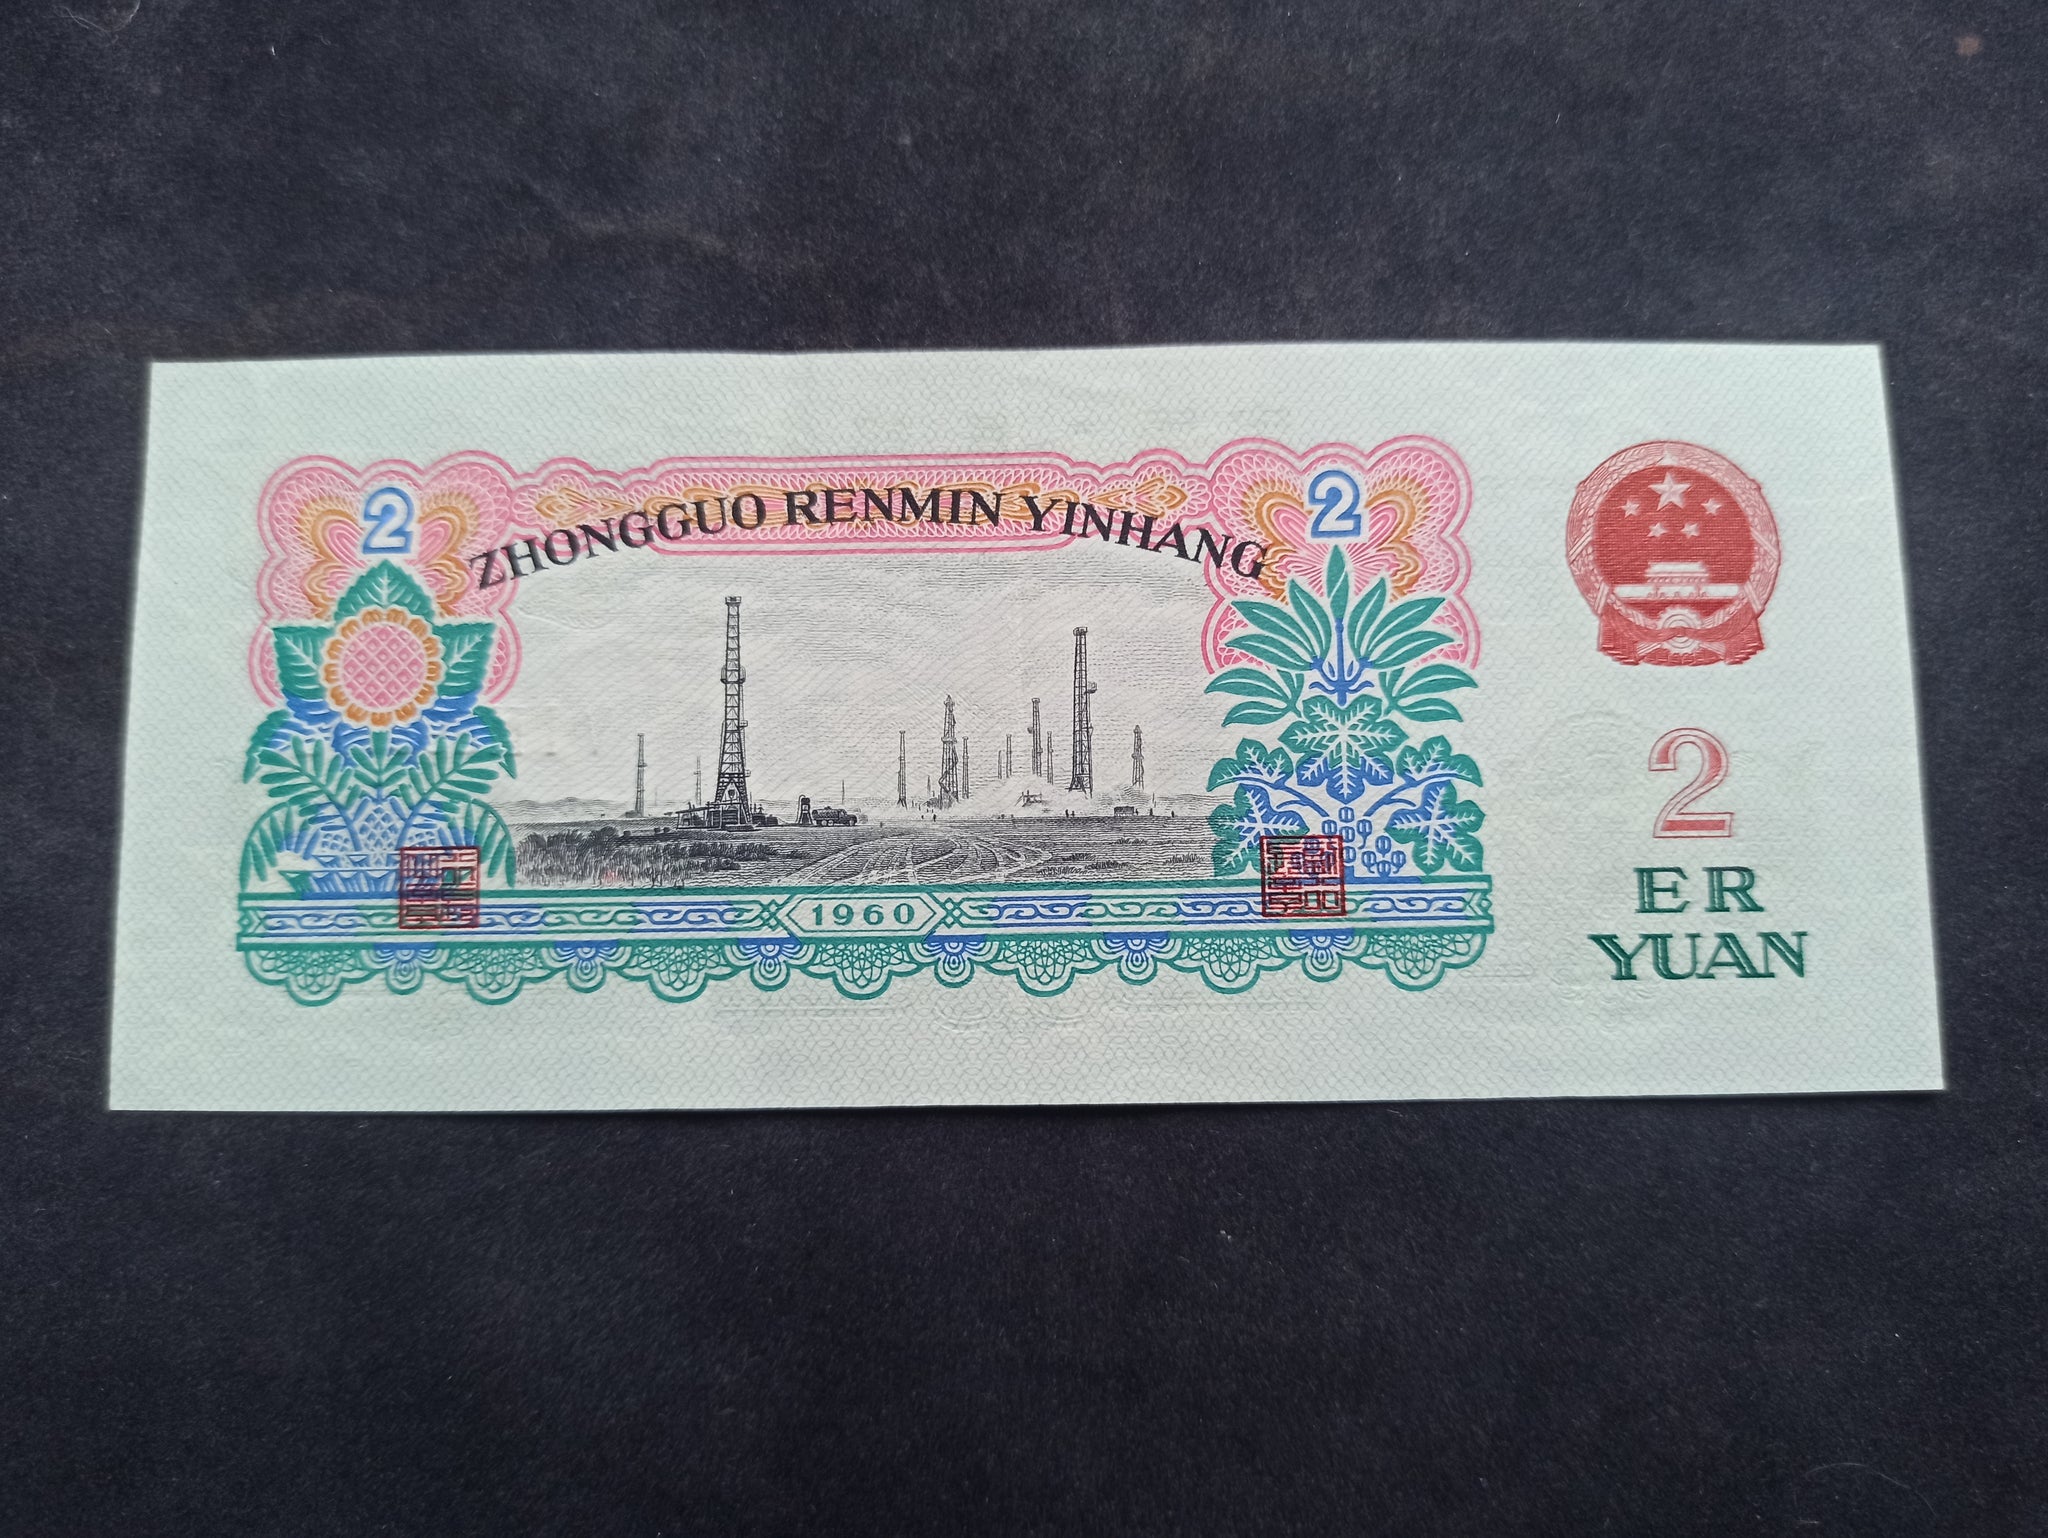 2
2
ZHONGGUO RENMIN YINHANG
1960
2
ER
YUAN